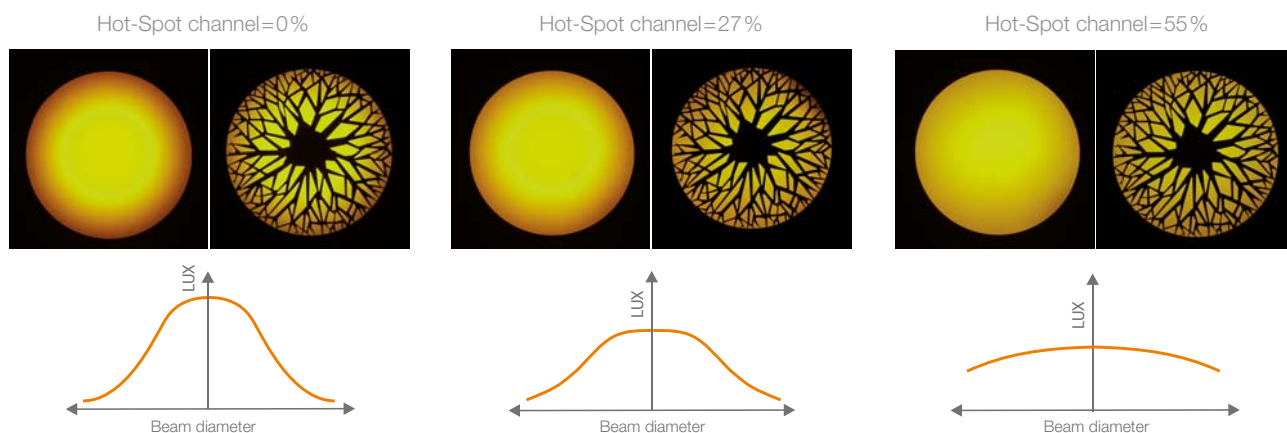 Hot-Spot channel=0%
Hot-Spot channel=27%
Hot-Spot channel=55%
LUX
LUX
LUX
Beam diameter
Beam diameter
Beam diameter